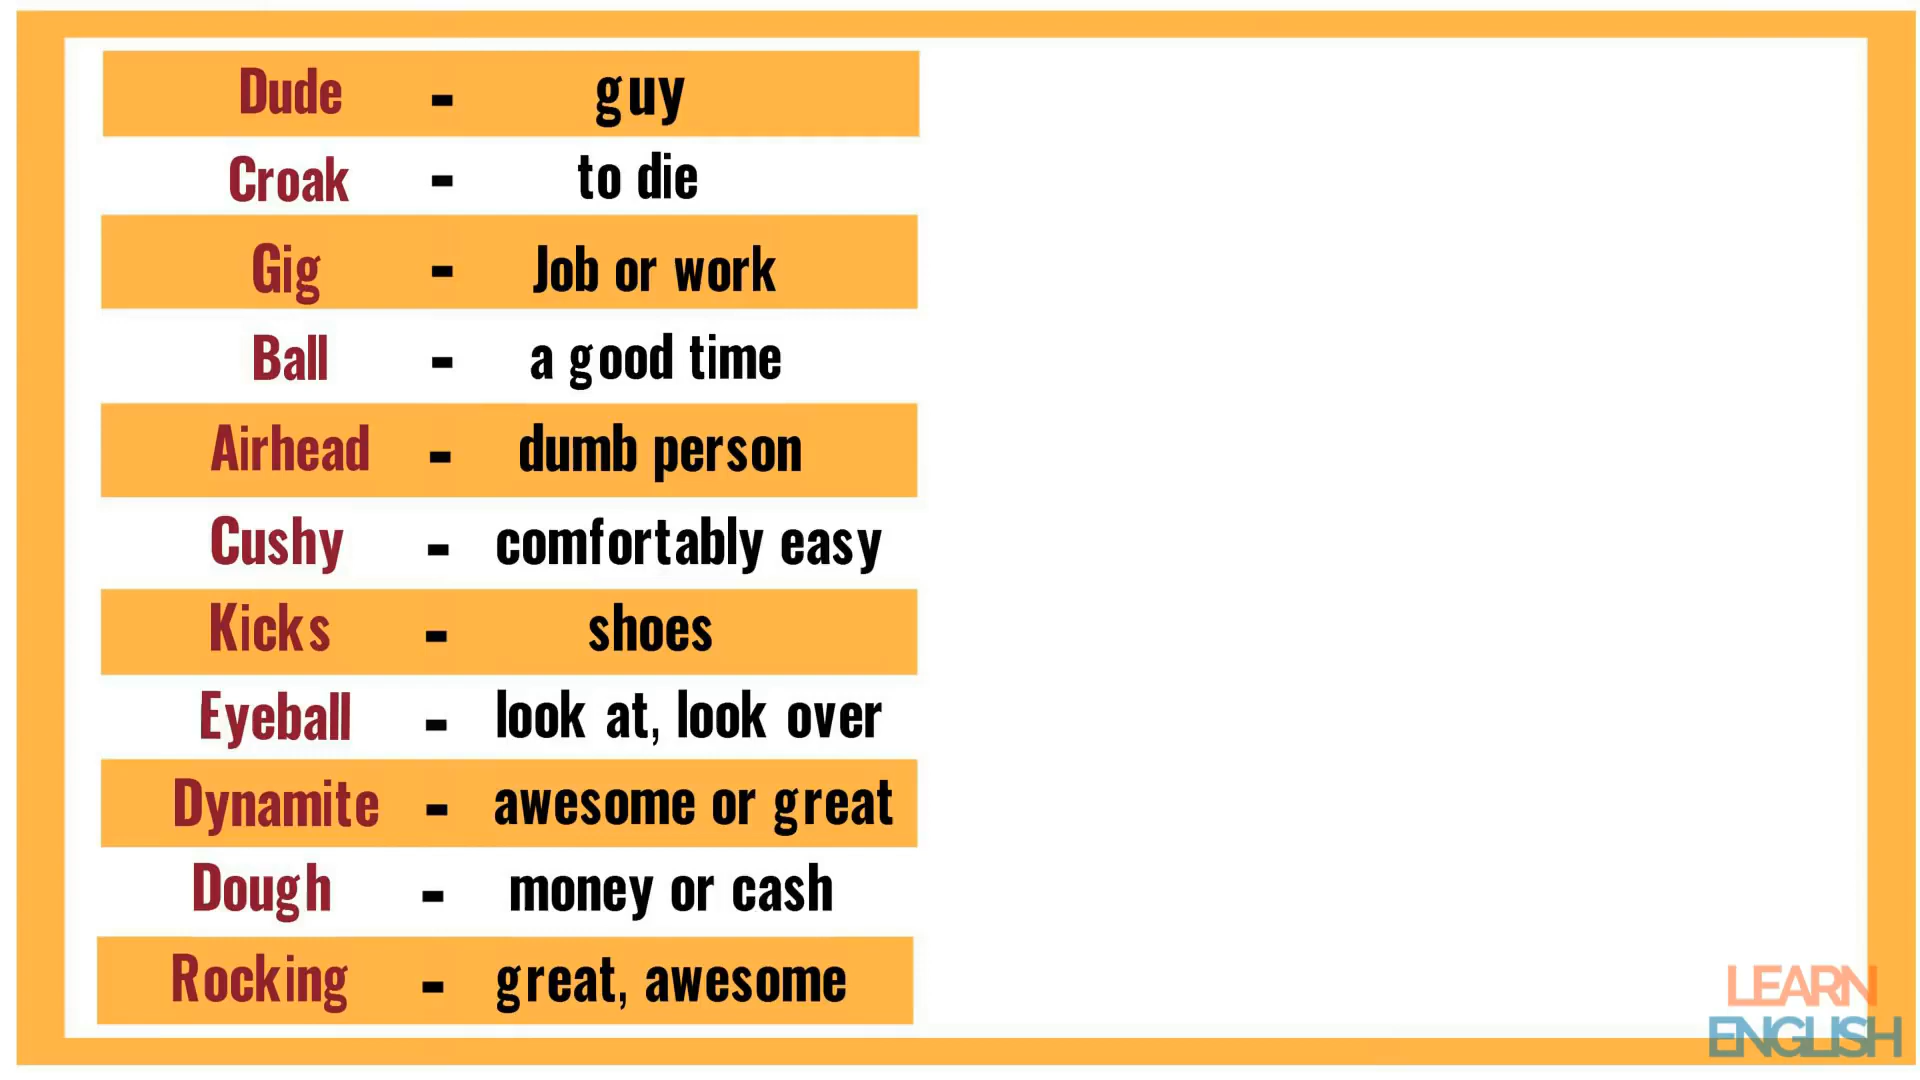 Dude - guy
Croak - to die
Gig - Job or work
Ball - a good time
Airhead - dumb person
Cushy - comfortably easy
Kicks - shoes
Eyeball - look at, look over
Dynamite - awesome or great
Dough - money or cash
Rocking - great, awesome
LEARN
ENGLISH